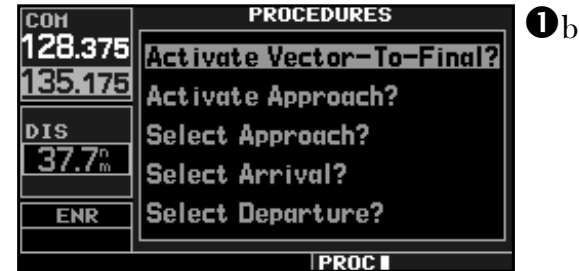 COM
128.375
135.175
DIS
37.7nm
ENR
PROCEDURES
Activate Vector-To-Final?
Activate Approach?
Select Approach?
Select Arrival?
Select Departure?
PROC
❶b